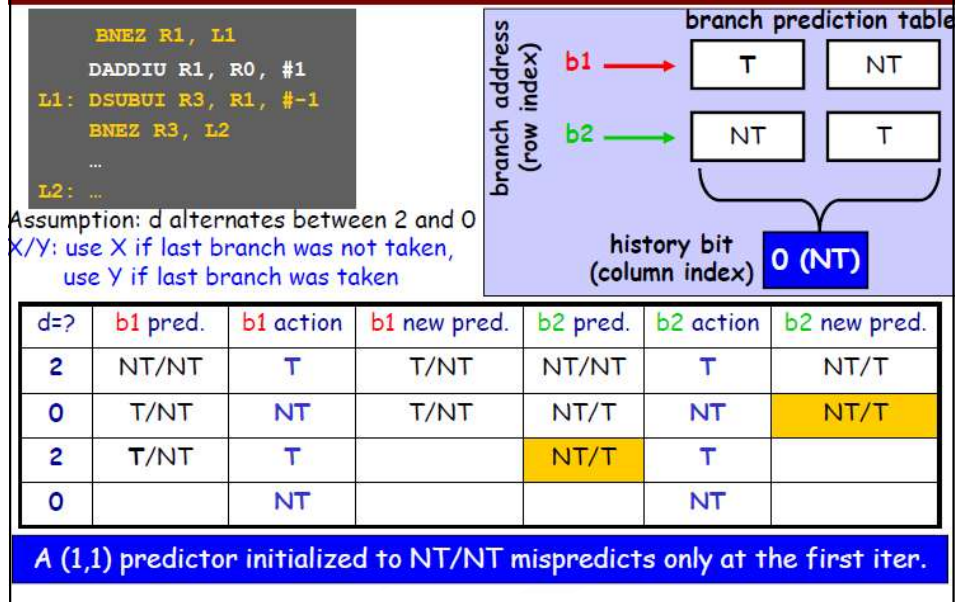 BNEZ R1, L1
DADDIU R1, R0, #1
L1: DSUBUI R3, R1, #-1
BNEZ R3, L2
…
L2: …
Assumption: d alternates between 2 and 0
X/Y: use X if last branch was not taken,
use Y if last branch was taken
branch prediction table
branch address
(row index)
b1 T NT
b2 NT T
history bit
(column index)
0 (NT)
d=? b1 pred. b1 action b1 new pred. b2 pred. b2 action b2 new pred.
2 NT/NT T T/NT NT/NT T NT/T
0 T/NT NT T/NT NT/T NT NT/T
2 T/NT T NT/T T
0 NT NT
A (1,1) predictor initialized to NT/NT mispredicts only at the first iter.